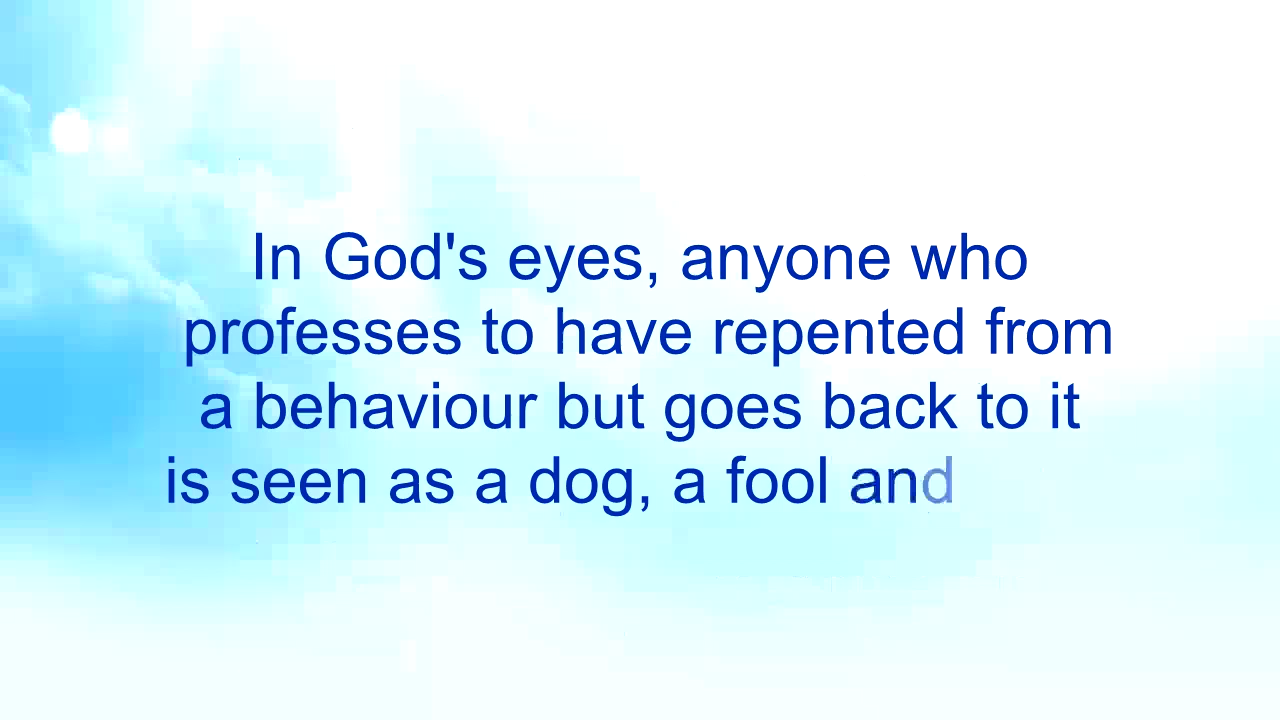 In God's eyes, anyone who
professes to have repented from
a behaviour but goes back to it
is seen as a dog, a fool and